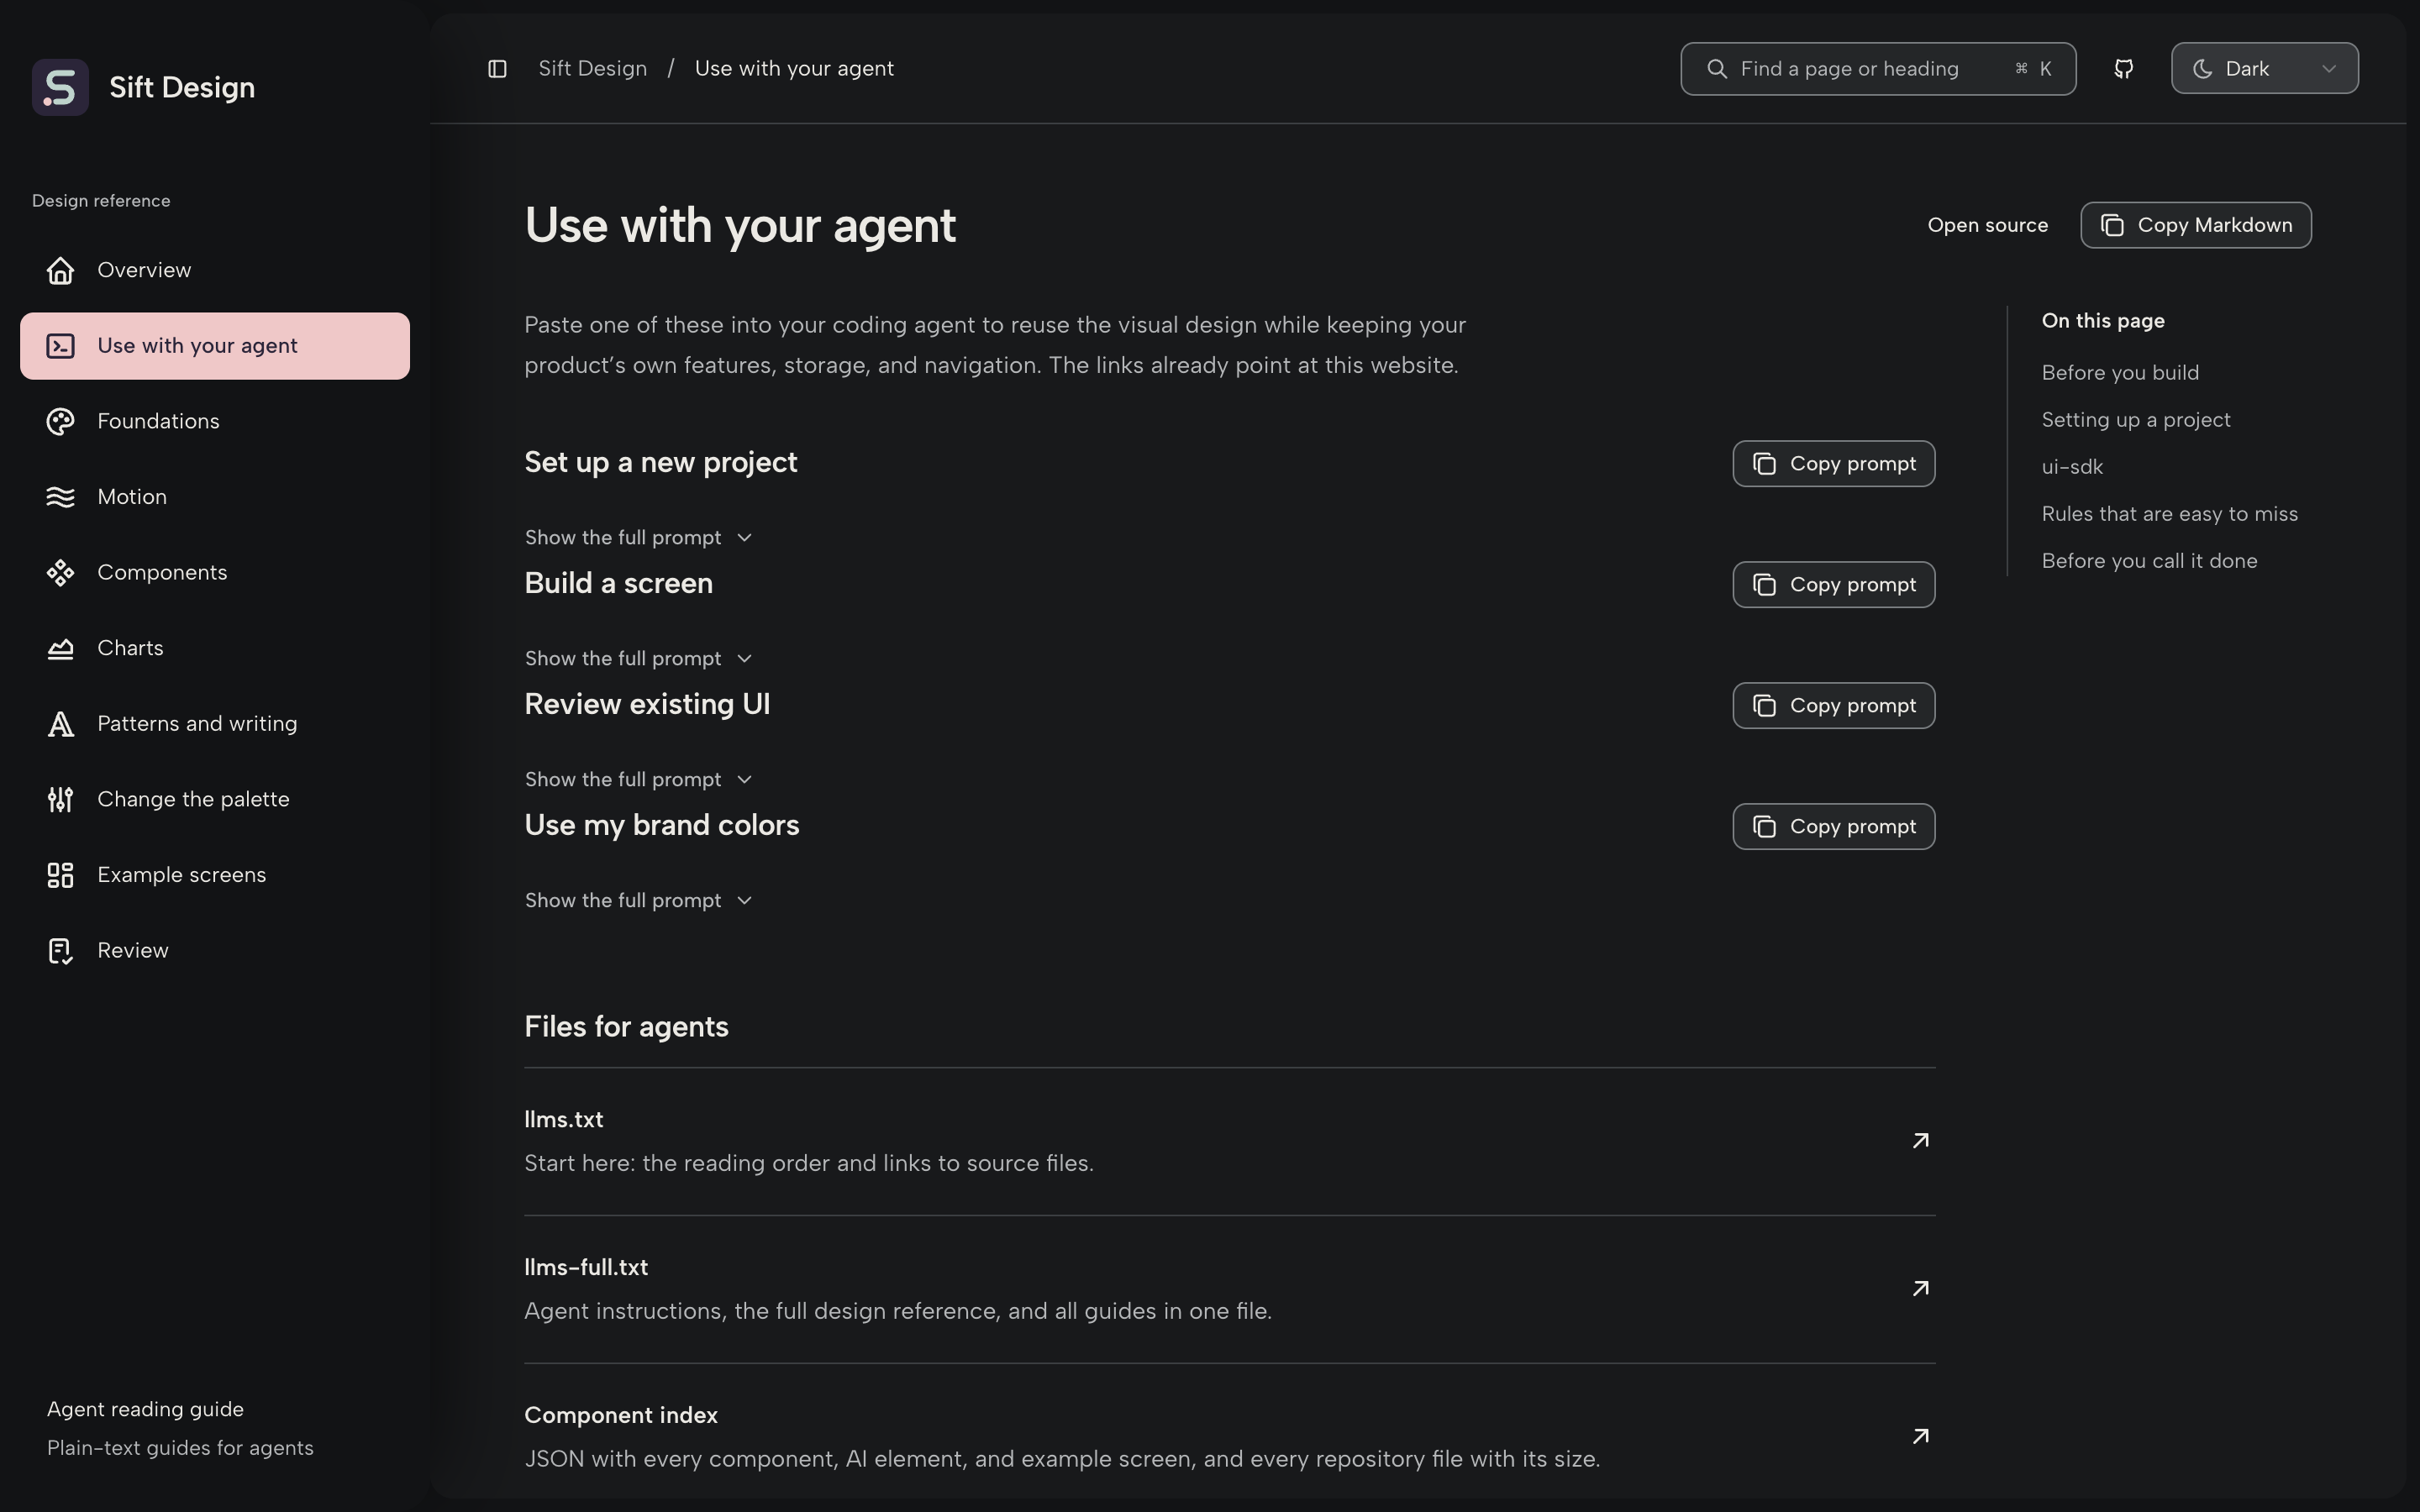 Sift Design
Design reference
Overview
Use with your agent
Foundations
Motion
Components
Charts
Patterns and writing
Change the palette
Example screens
Review
Agent reading guide
Plain-text guides for agents
Sift Design / Use with your agent
Find a page or heading ⌘ K
Dark
Use with your agent
Open source
Copy Markdown
Paste one of these into your coding agent to reuse the visual design while keeping your
product’s own features, storage, and navigation. The links already point at this website.
Set up a new project
Copy prompt
Show the full prompt
Build a screen
Copy prompt
Show the full prompt
Review existing UI
Copy prompt
Show the full prompt
Use my brand colors
Copy prompt
Show the full prompt
Files for agents
llms.txt
Start here: the reading order and links to source files.
llms-full.txt
Agent instructions, the full design reference, and all guides in one file.
Component index
JSON with every component, AI element, and example screen, and every repository file with its size.
On this page
Before you build
Setting up a project
ui-sdk
Rules that are easy to miss
Before you call it done